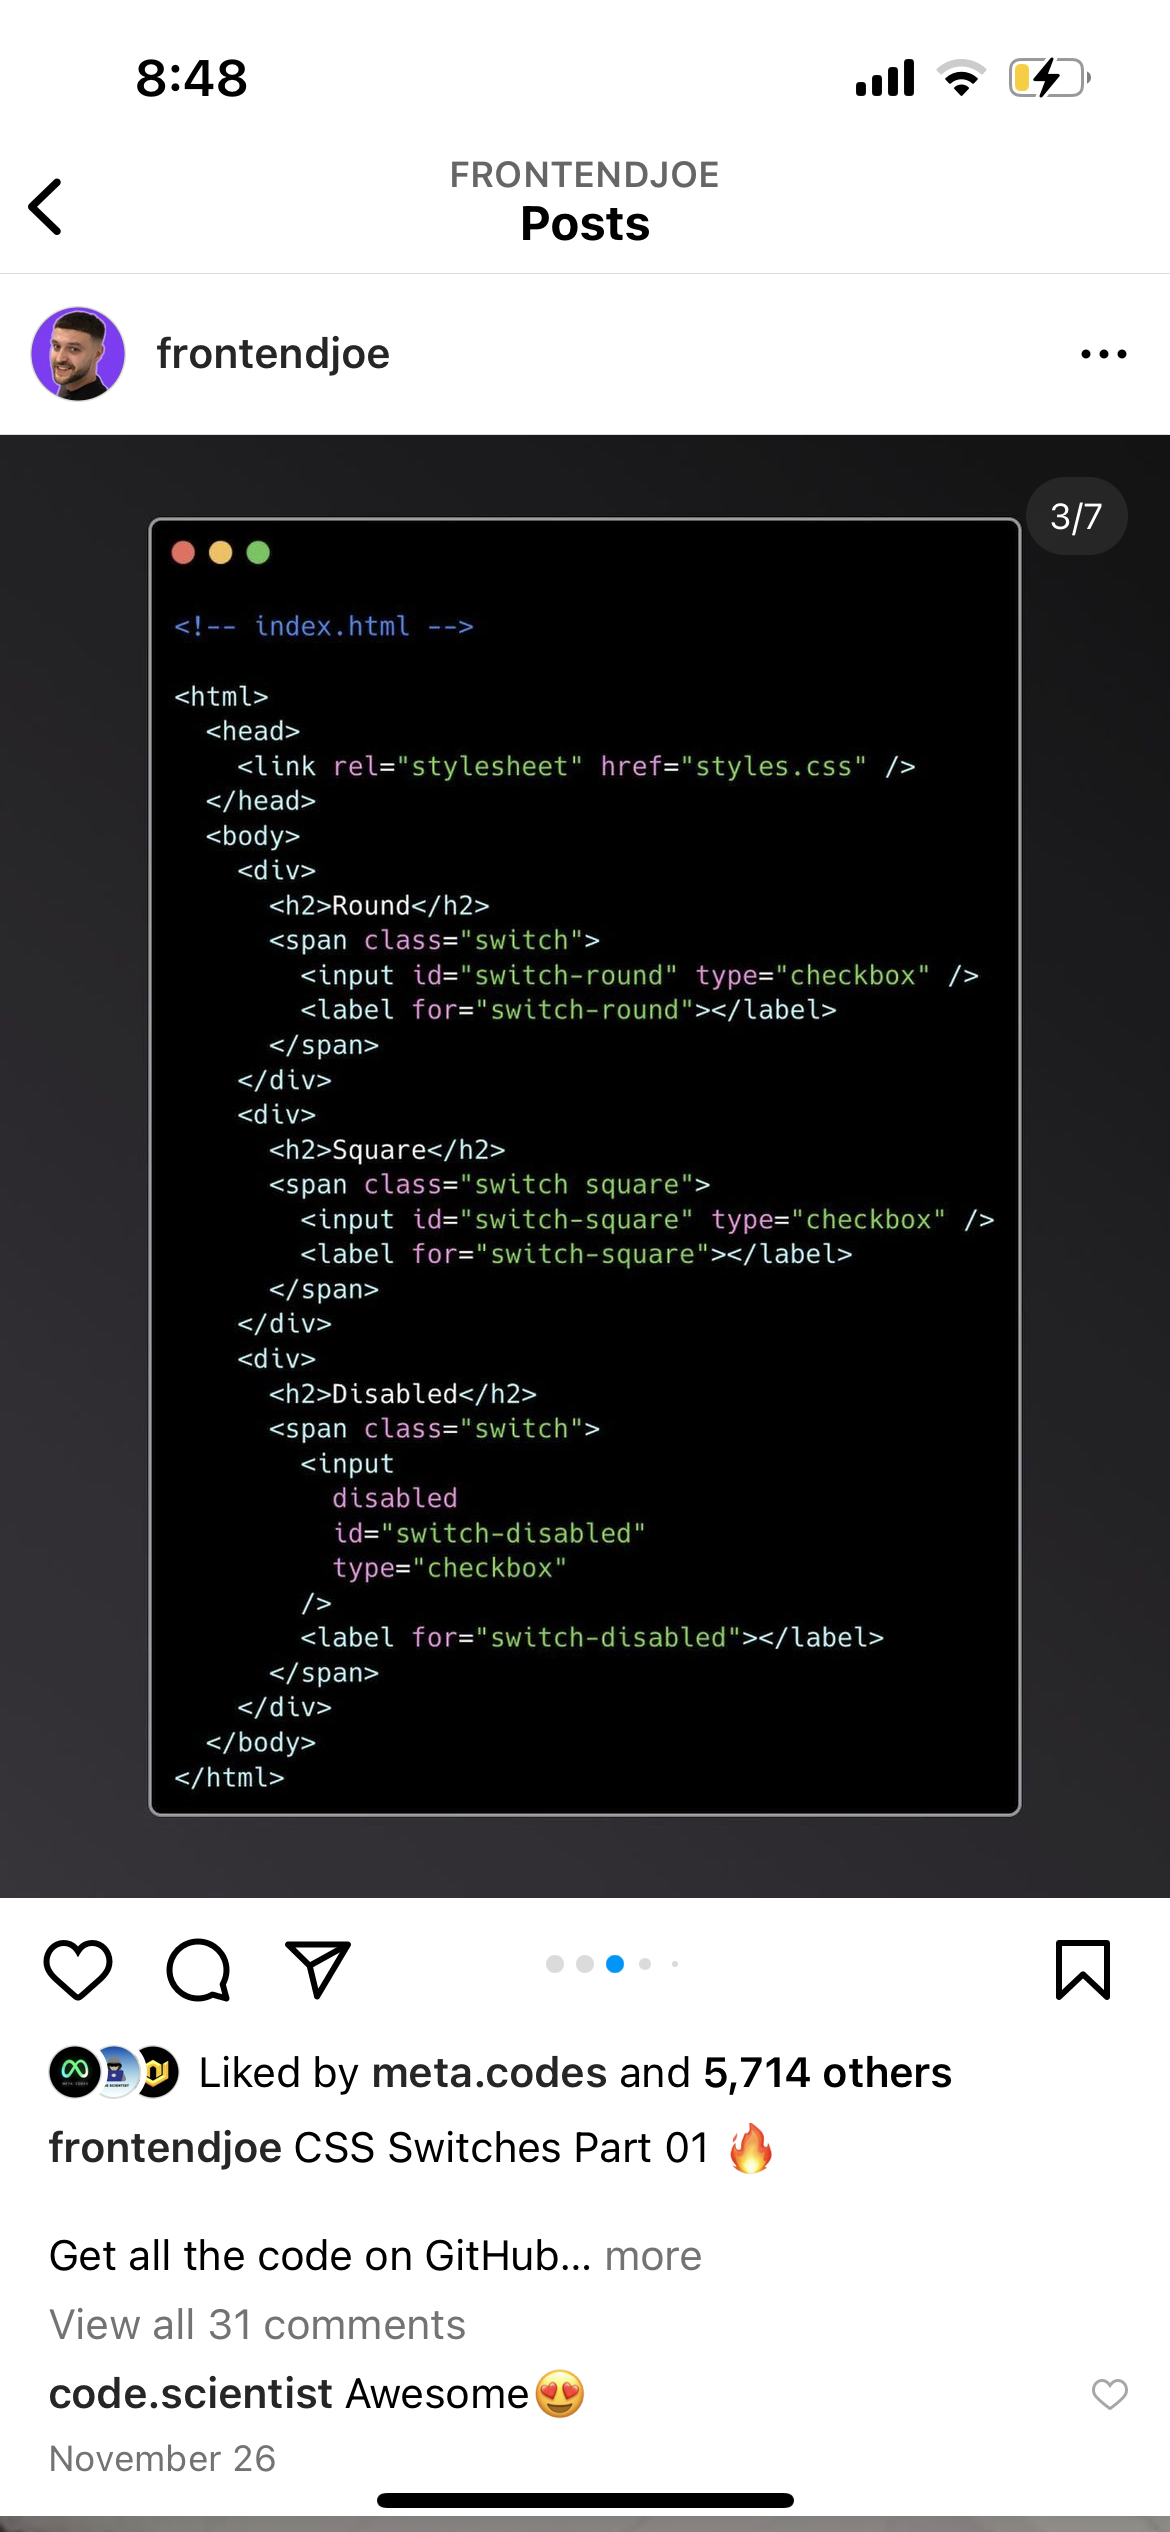 8:48
FRONTENDJOE
Posts
frontendjoe
3/7
<!-- index.html -->
<html>
  <head>
    <link rel="stylesheet" href="styles.css" />
  </head>
  <body>
    <div>
      <h2>Round</h2>
      <span class="switch">
        <input id="switch-round" type="checkbox" />
        <label for="switch-round"></label>
      </span>
    </div>
    <div>
      <h2>Square</h2>
      <span class="switch square">
        <input id="switch-square" type="checkbox" />
        <label for="switch-square"></label>
      </span>
    </div>
    <div>
      <h2>Disabled</h2>
      <span class="switch">
        <input
          disabled
          id="switch-disabled"
          type="checkbox"
        />
        <label for="switch-disabled"></label>
      </span>
    </div>
  </body>
</html>
Liked by meta.codes and 5,714 others
frontendjoe CSS Switches Part 01 🔥
Get all the code on GitHub... more
View all 31 comments
code.scientist Awesome😍
November 26